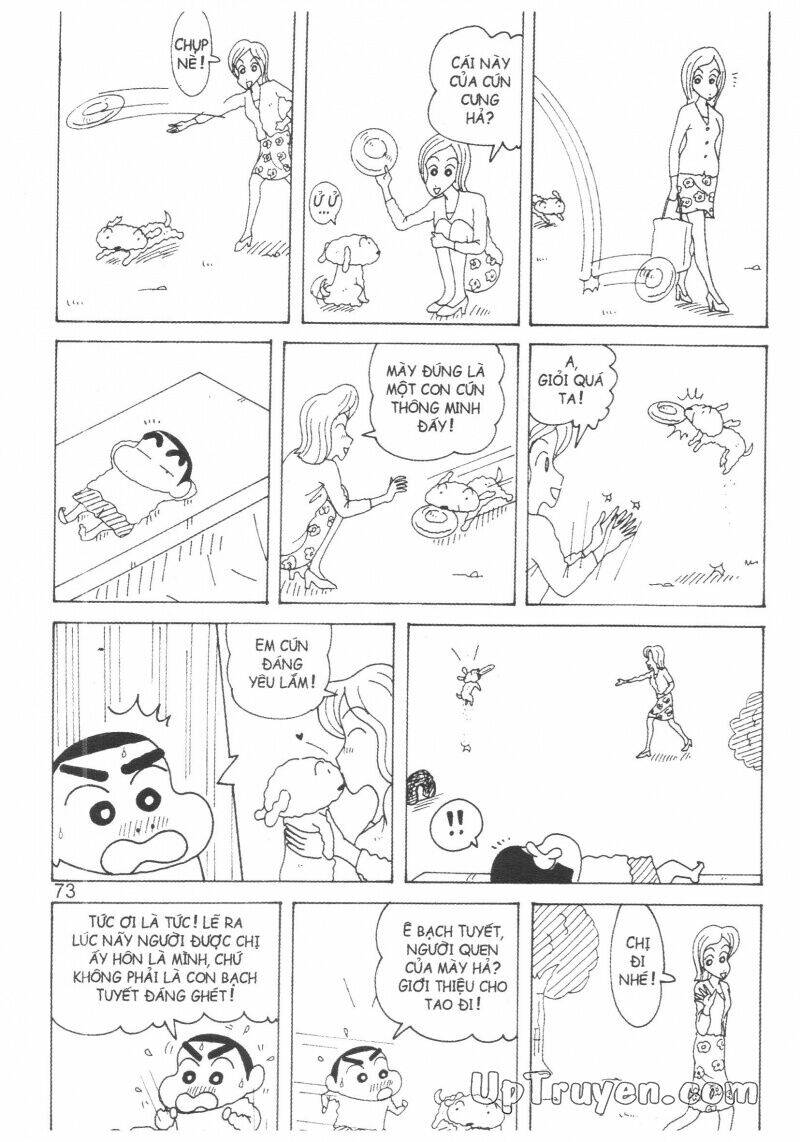 CÁI NÀY
CỦA CÚN
CƯNG
HẢ?
Ử Ử
...
CHỤP
NÈ!
A,
GIỎI QUÁ
TA!
MÀY ĐÚNG LÀ
MỘT CON CÚN
THÔNG MINH
ĐẤY!
!!
EM CÚN
ĐÁNG
YÊU LẮM!
73
CHỊ
ĐI
NHÉ!
Ê BẠCH TUYẾT,
NGƯỜI QUEN
CỦA MÀY HẢ?
GIỚI THIỆU CHO
TAO ĐI!
TỨC ƠI LÀ TỨC! LẼ RA
LÚC NÃY NGƯỜI ĐƯỢC CHỊ
ẤY HÔN LÀ MÌNH, CHỨ
KHÔNG PHẢI LÀ CON BẠCH
TUYẾT ĐÁNG GHÉT!
UpTruyen.com